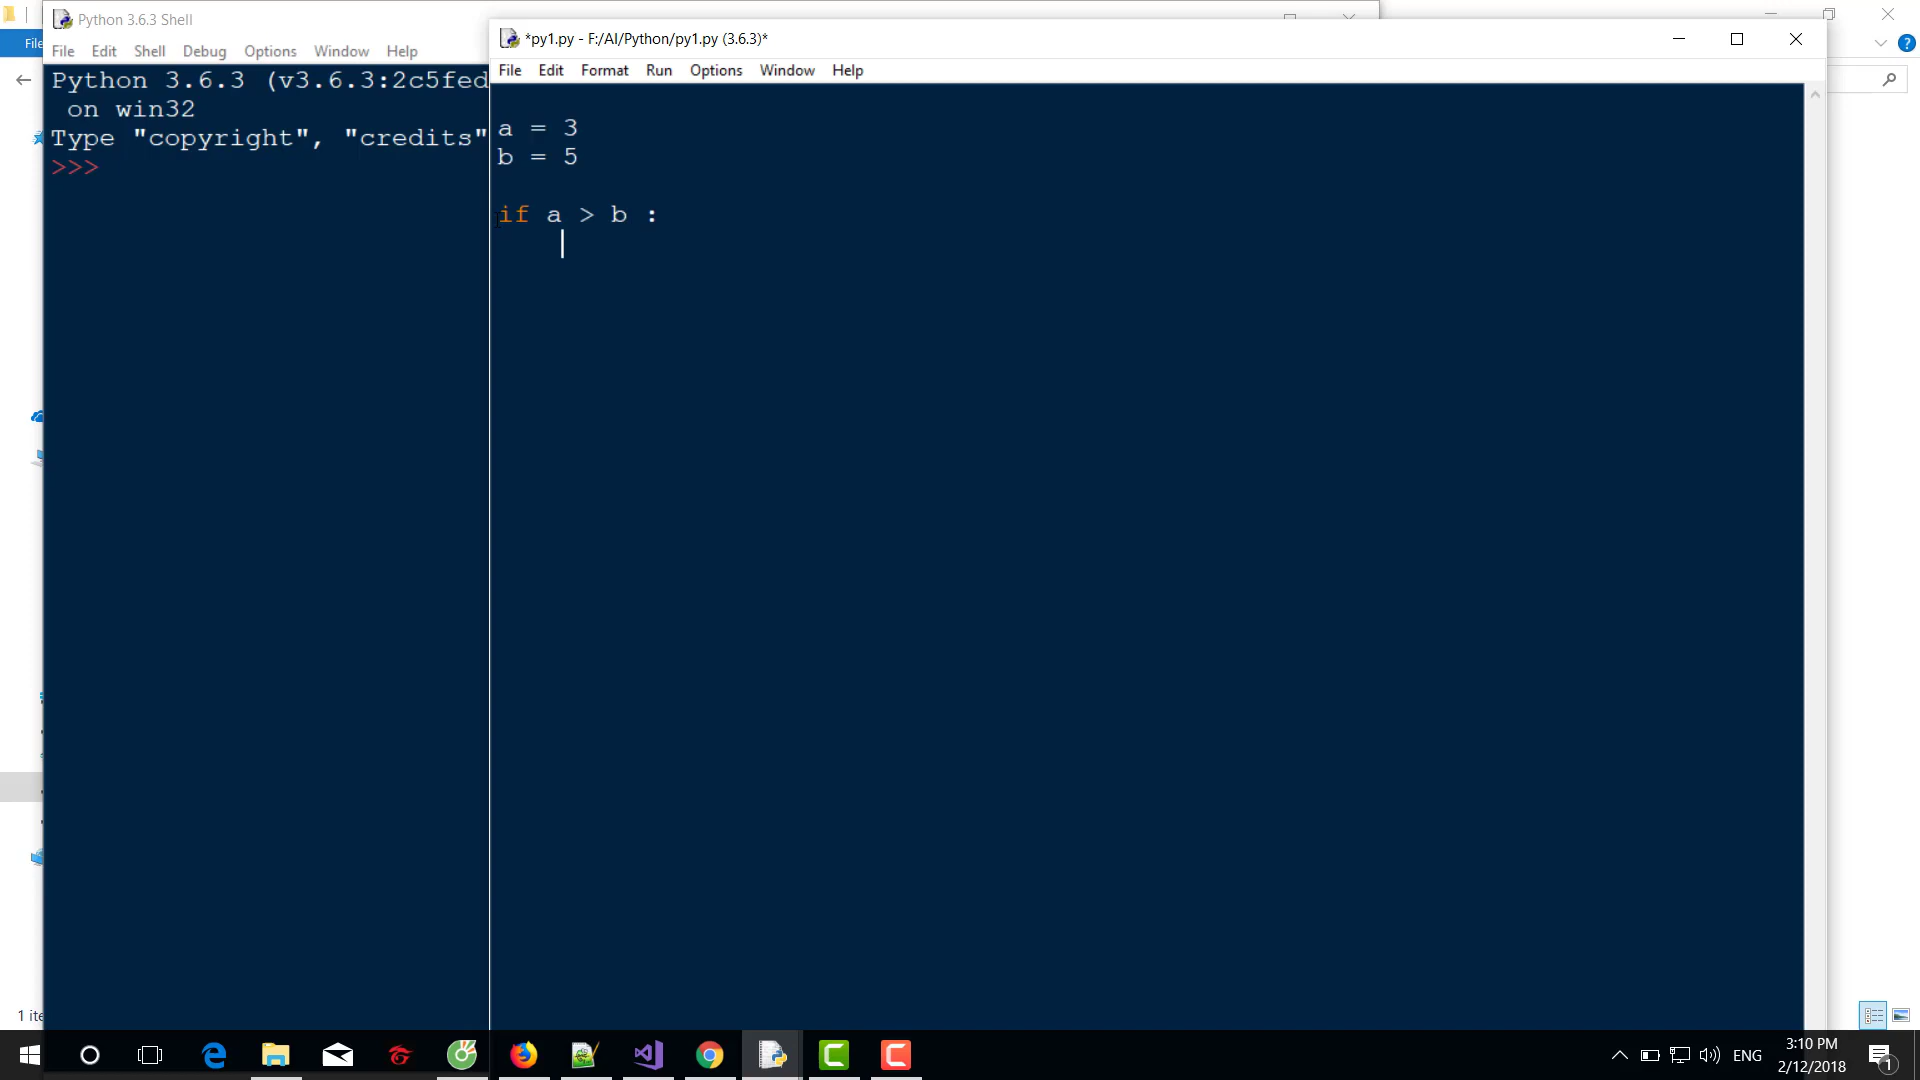 File
Python 3.6.3 Shell
File Edit Shell Debug Options Window Help
Python 3.6.3 (v3.6.3:2c5fed
on win32
Type "copyright", "credits"
>>>
*py1.py - F:/AI/Python/py1.py (3.6.3)*
File Edit Format Run Options Window Help
a = 3
b = 5
if a > b :
1 ite
ENG
3:10 PM
2/12/2018
1